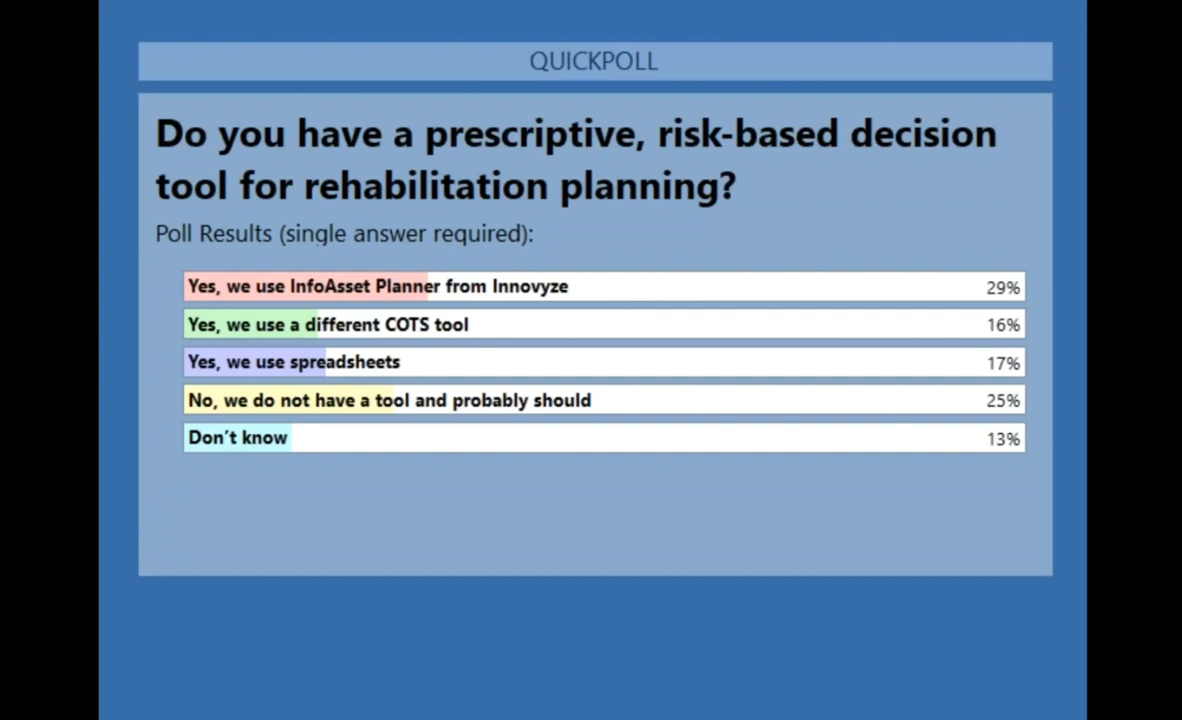 QUICKPOLL
Do you have a prescriptive, risk-based decision
tool for rehabilitation planning?
Poll Results (single answer required):
Yes, we use InfoAsset Planner from Innovyze 29%
Yes, we use a different COTS tool 16%
Yes, we use spreadsheets 17%
No, we do not have a tool and probably should 25%
Don’t know 13%